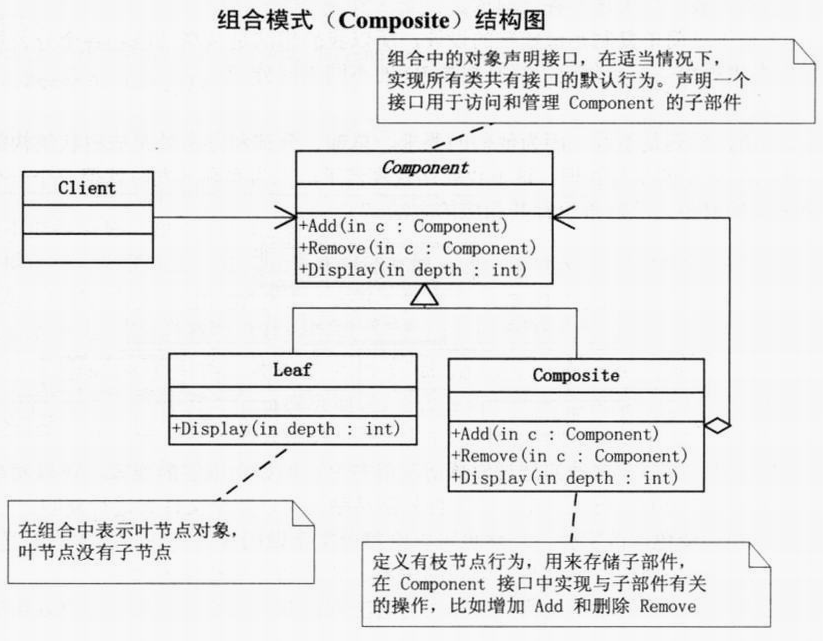 组合模式（Composite）结构图
组合中的对象声明接口，在适当情况下，
实现所有类共有接口的默认行为。声明一个
接口用于访问和管理 Component 的子部件
Client
Component
+Add(in c : Component)
+Remove(in c : Component)
+Display(in depth : int)
Leaf
+Display(in depth : int)
Composite
+Add(in c : Component)
+Remove(in c : Component)
+Display(in depth : int)
在组合中表示叶节点对象，
叶节点没有子节点
定义有枝节点行为，用来存储子部件，
在 Component 接口中实现与子部件有关
的操作，比如增加 Add 和删除 Remove